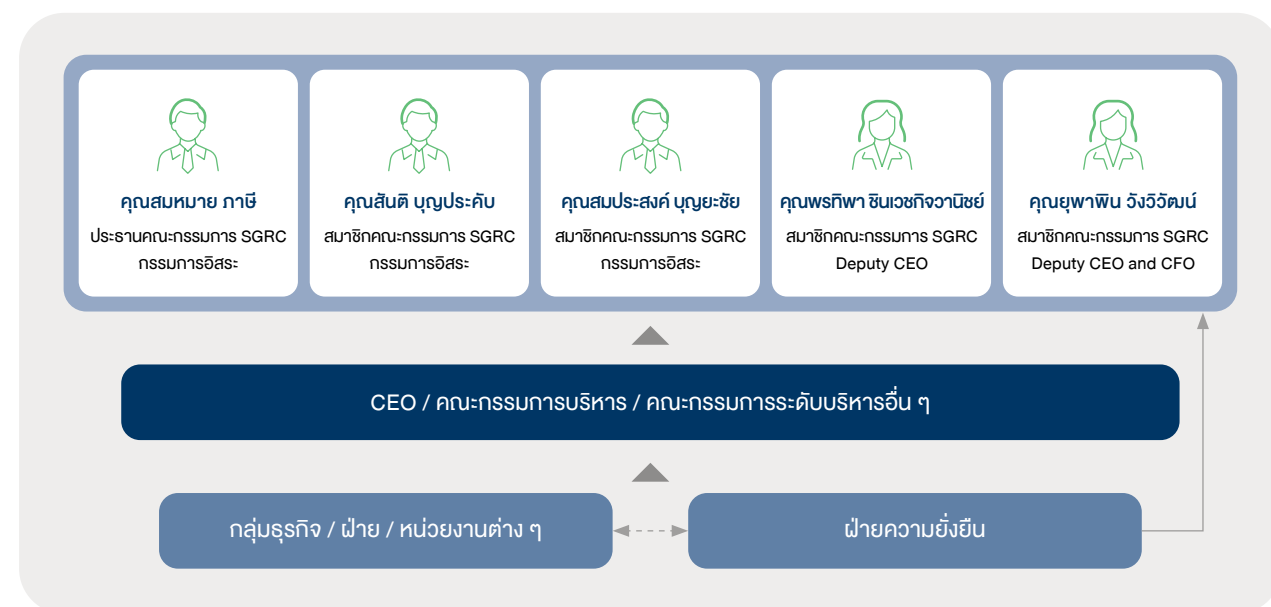 คุณสมหมาย ภาษี
ประธานคณะกรรมการ SGRC
กรรมการอิสระ
คุณสันติ บุญประคับ
สมาชิกคณะกรรมการ SGRC
กรรมการอิสระ
คุณสมประสงค์ บุญยะชัย
สมาชิกคณะกรรมการ SGRC
กรรมการอิสระ
คุณพรทิพา ชินเวชกิจวานิชย์
สมาชิกคณะกรรมการ SGRC
Deputy CEO
คุณยุพาพิน วังวิวัฒน์
สมาชิกคณะกรรมการ SGRC
Deputy CEO and CFO
CEO / คณะกรรมการบริหาร / คณะกรรมการระดับบริหารอื่น ๆ
กลุ่มธุรกิจ / ฝ่าย / หน่วยงานต่าง ๆ
ฝ่ายความยั่งยืน